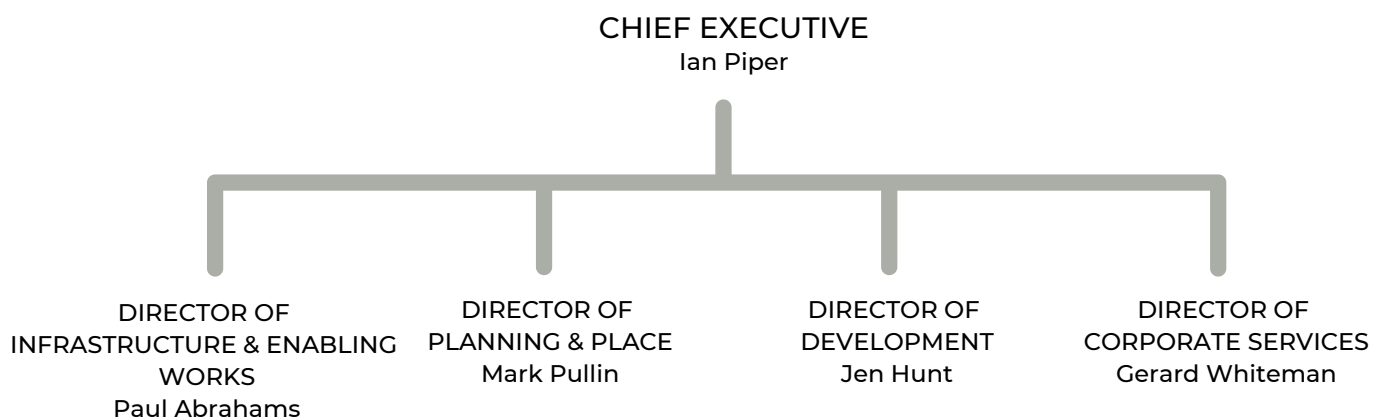 CHIEF EXECUTIVE
Ian Piper
DIRECTOR OF
INFRASTRUCTURE & ENABLING
WORKS
Paul Abrahams
DIRECTOR OF
PLANNING & PLACE
Mark Pullin
DIRECTOR OF
DEVELOPMENT
Jen Hunt
DIRECTOR OF
CORPORATE SERVICES
Gerard Whiteman